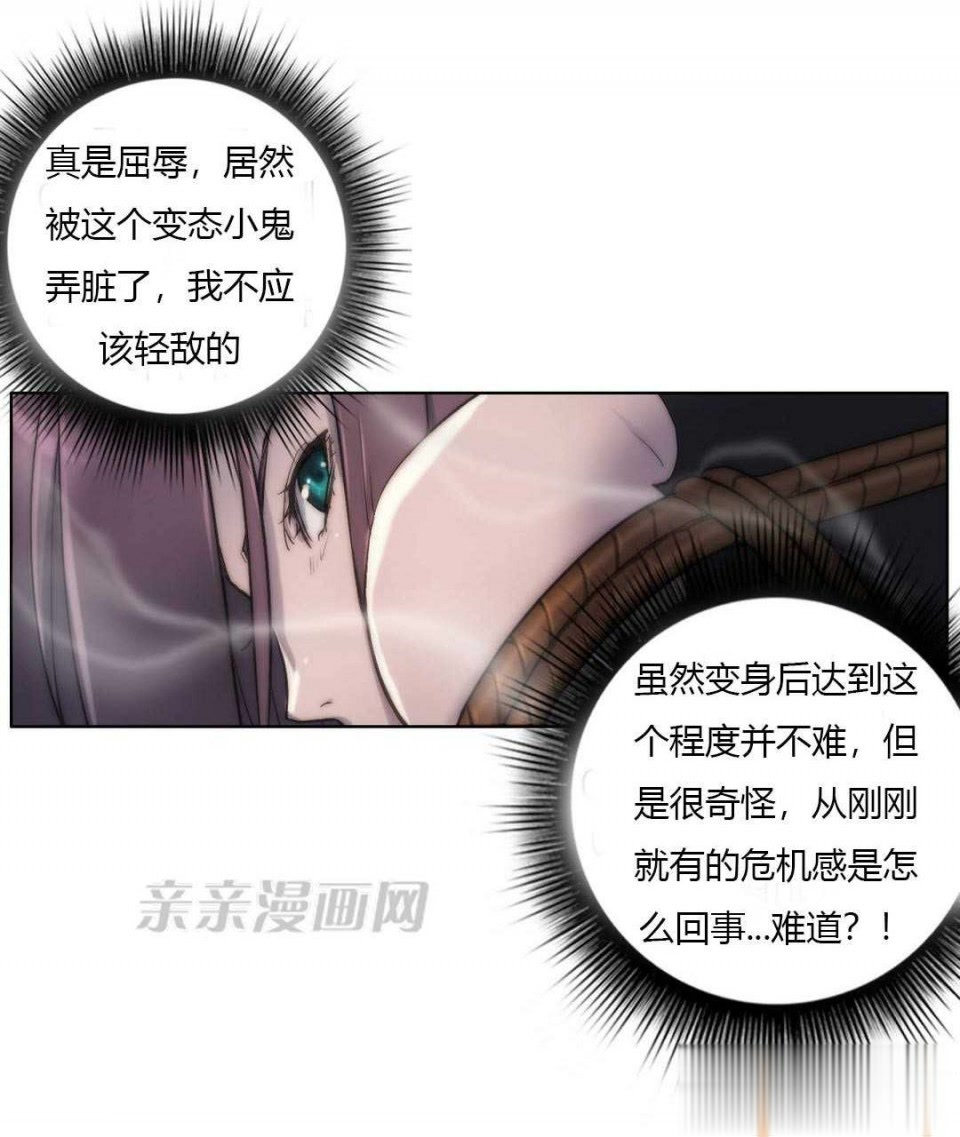 真是屈辱，居然
被这个变态小鬼
弄脏了，我不应
该轻敌的
虽然变身后达到这
个程度并不难，但
是很奇怪，从刚刚
就有的危机感是怎
么回事...难道？！
亲亲漫画网